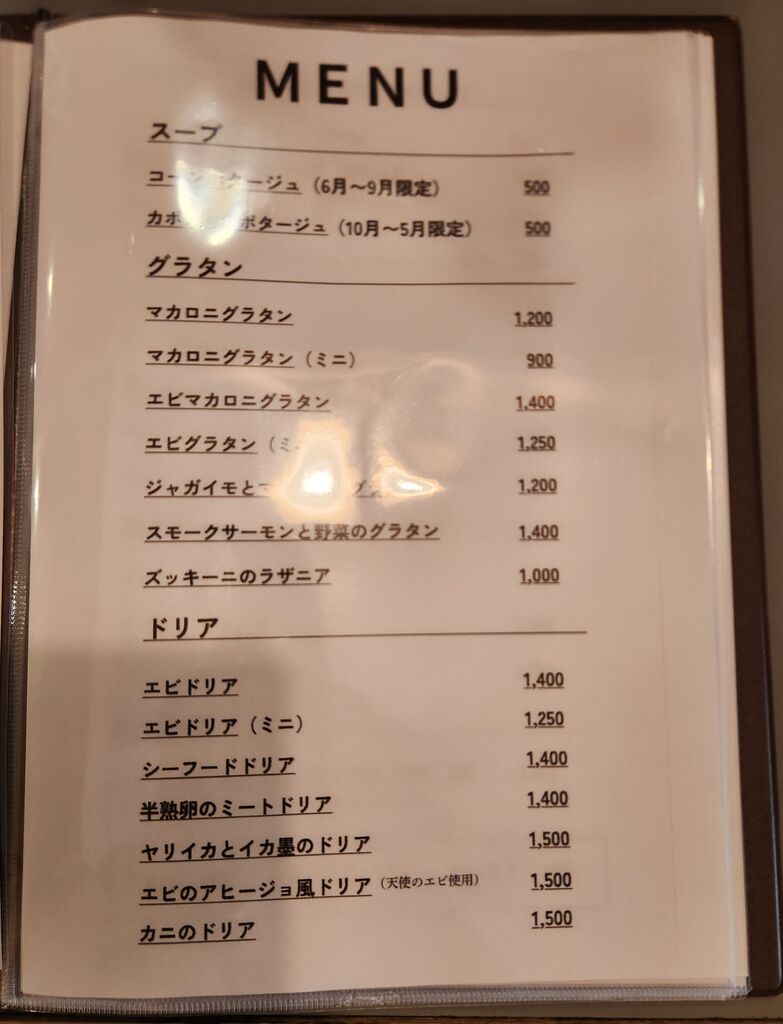 MENU
スープ
コーンポタージュ（6月〜9月限定） 500
カボ ポタージュ（10月〜5月限定） 500
グラタン
マカロニグラタン 1,200
マカロニグラタン（ミニ） 900
エビマカロニグラタン 1,400
エビグラタン（ミニ 1,250
ジャガイモと 1,200
スモークサーモンと野菜のグラタン 1,400
ズッキーニのラザニア 1,000
ドリア
エビドリア 1,400
エビドリア（ミニ） 1,250
シーフードドリア 1,400
半熟卵のミートドリア 1,400
ヤリイカとイカ墨のドリア 1,500
エビのアヒージョ風ドリア（天使のエビ使用） 1,500
カニのドリア 1,500